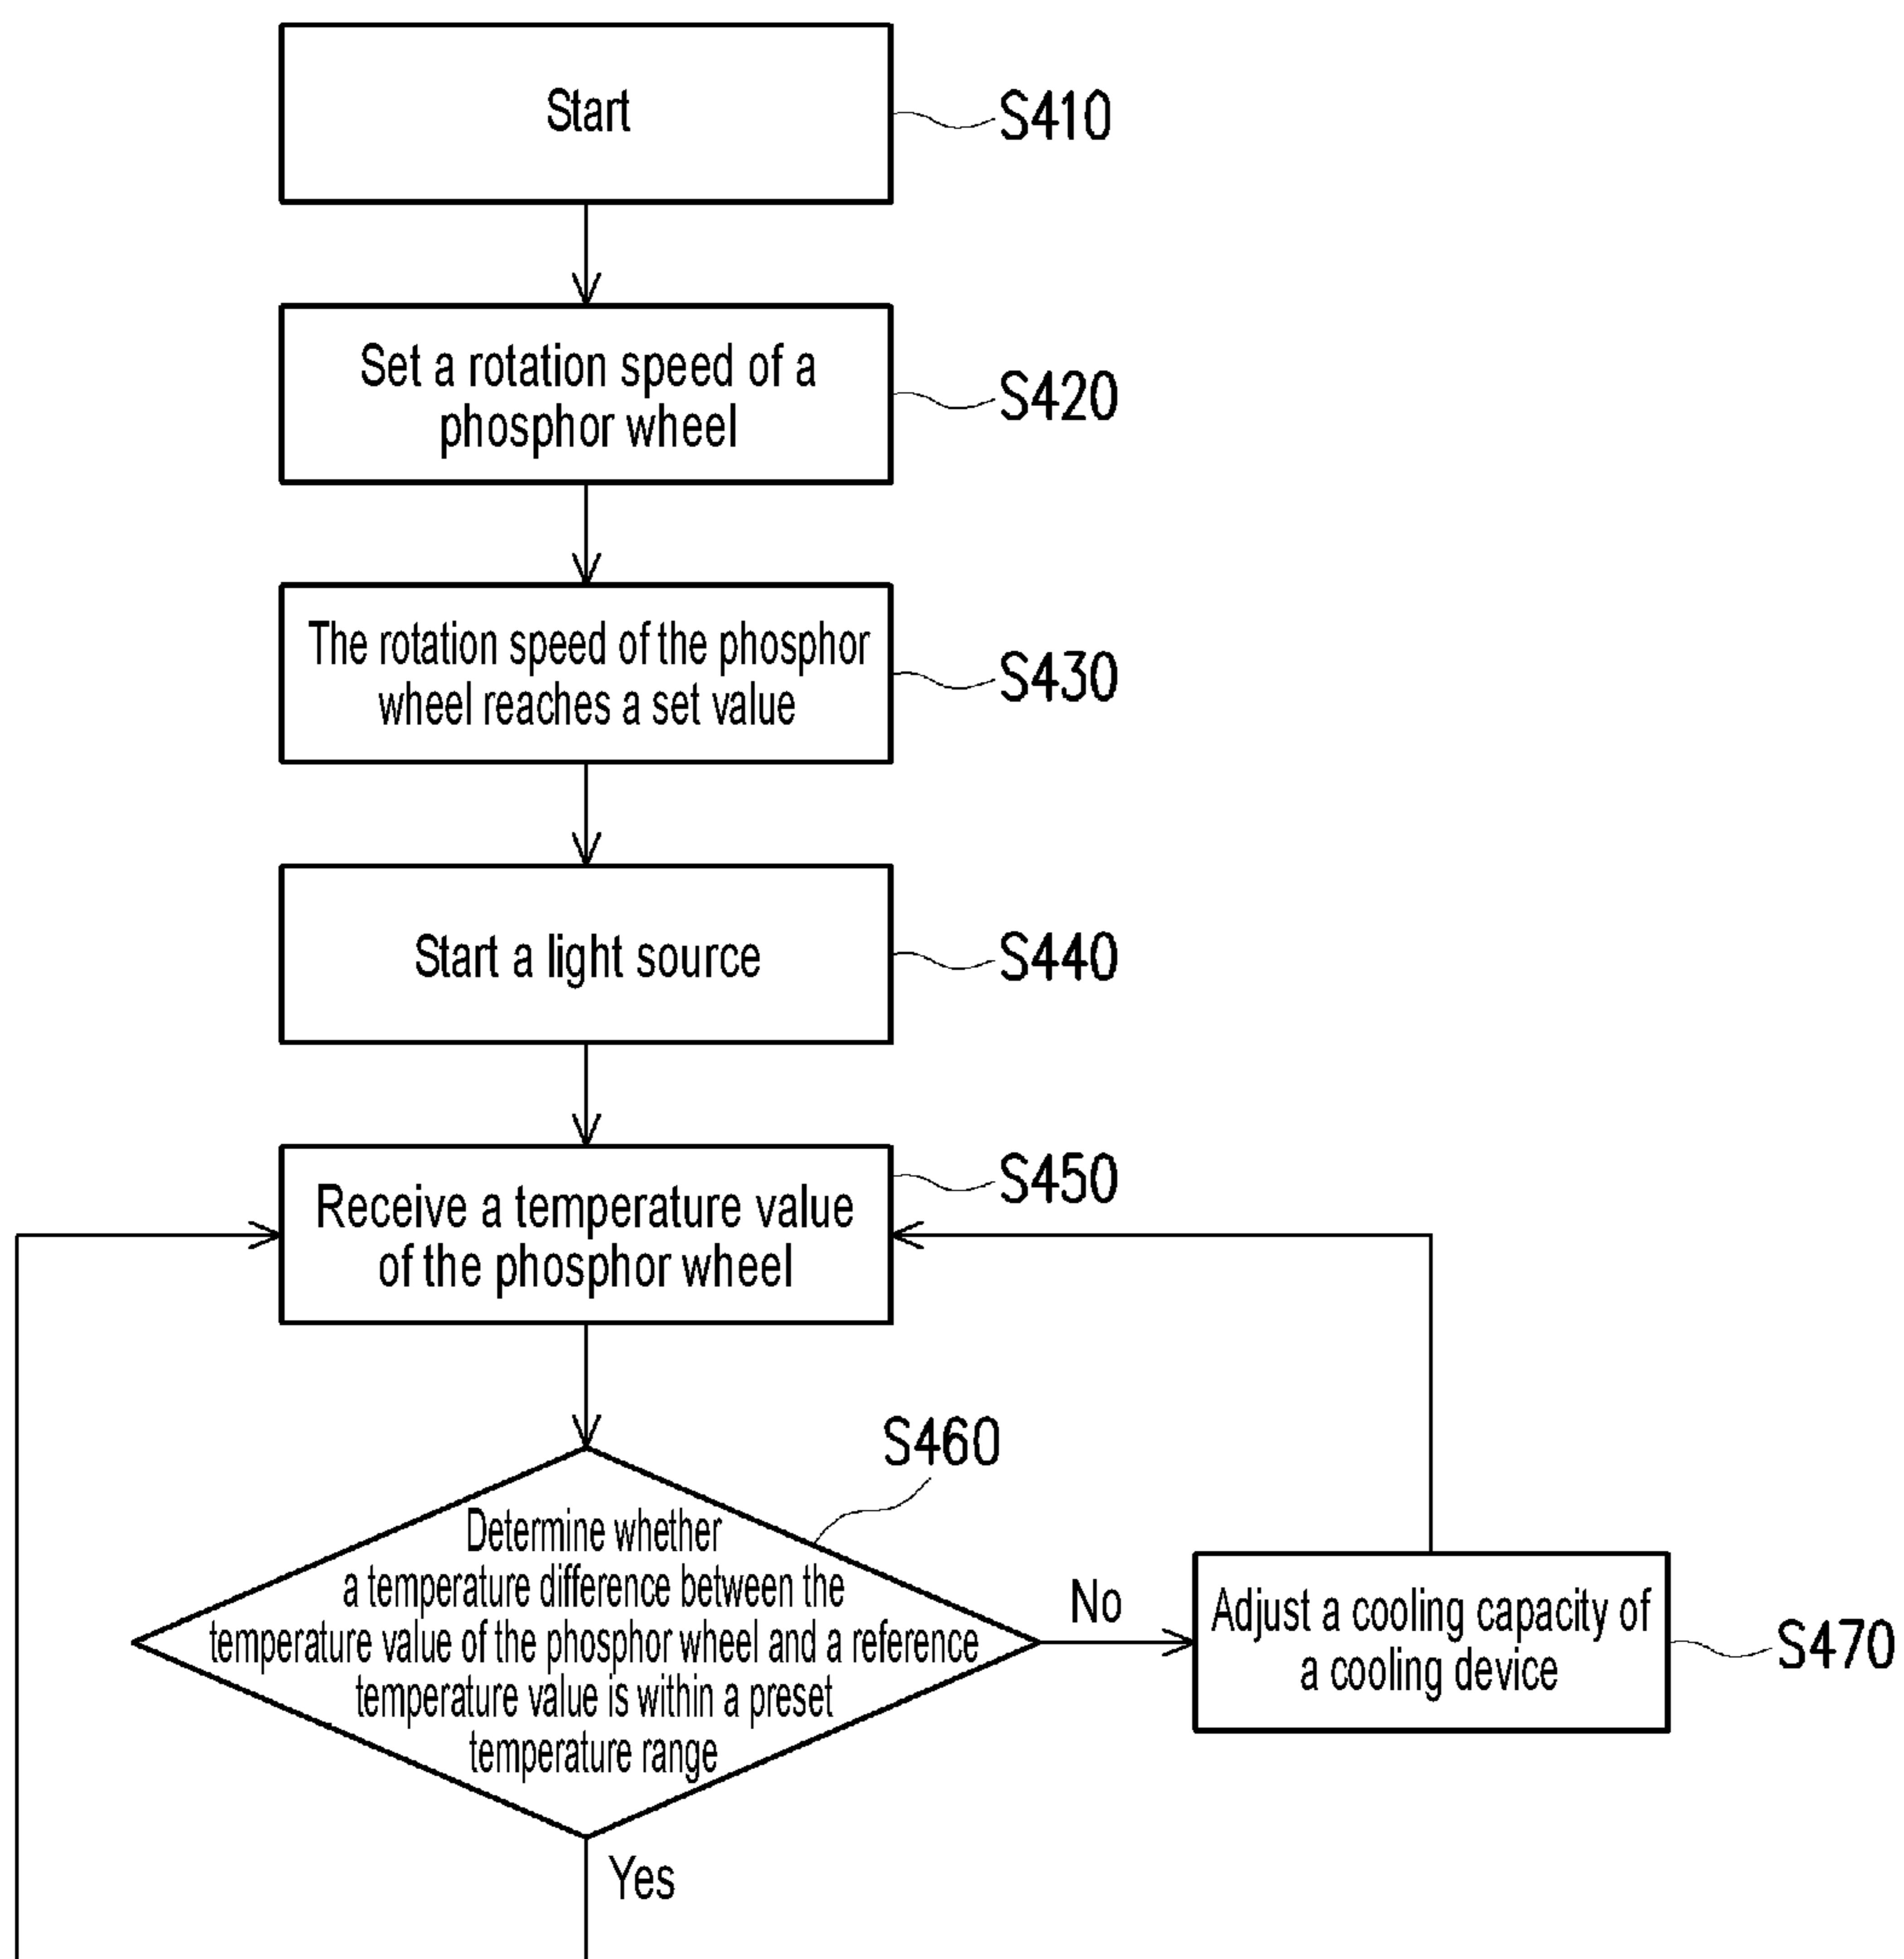 Start
S410
Set a rotation speed of a
phosphor wheel
S420
The rotation speed of the phosphor
wheel reaches a set value
S430
Start a light source
S440
Receive a temperature value
of the phosphor wheel
S450
Determine whether
a temperature difference between the
temperature value of the phosphor wheel and a reference
temperature value is within a preset
temperature range
S460
No
Adjust a cooling capacity of
a cooling device
S470
Yes